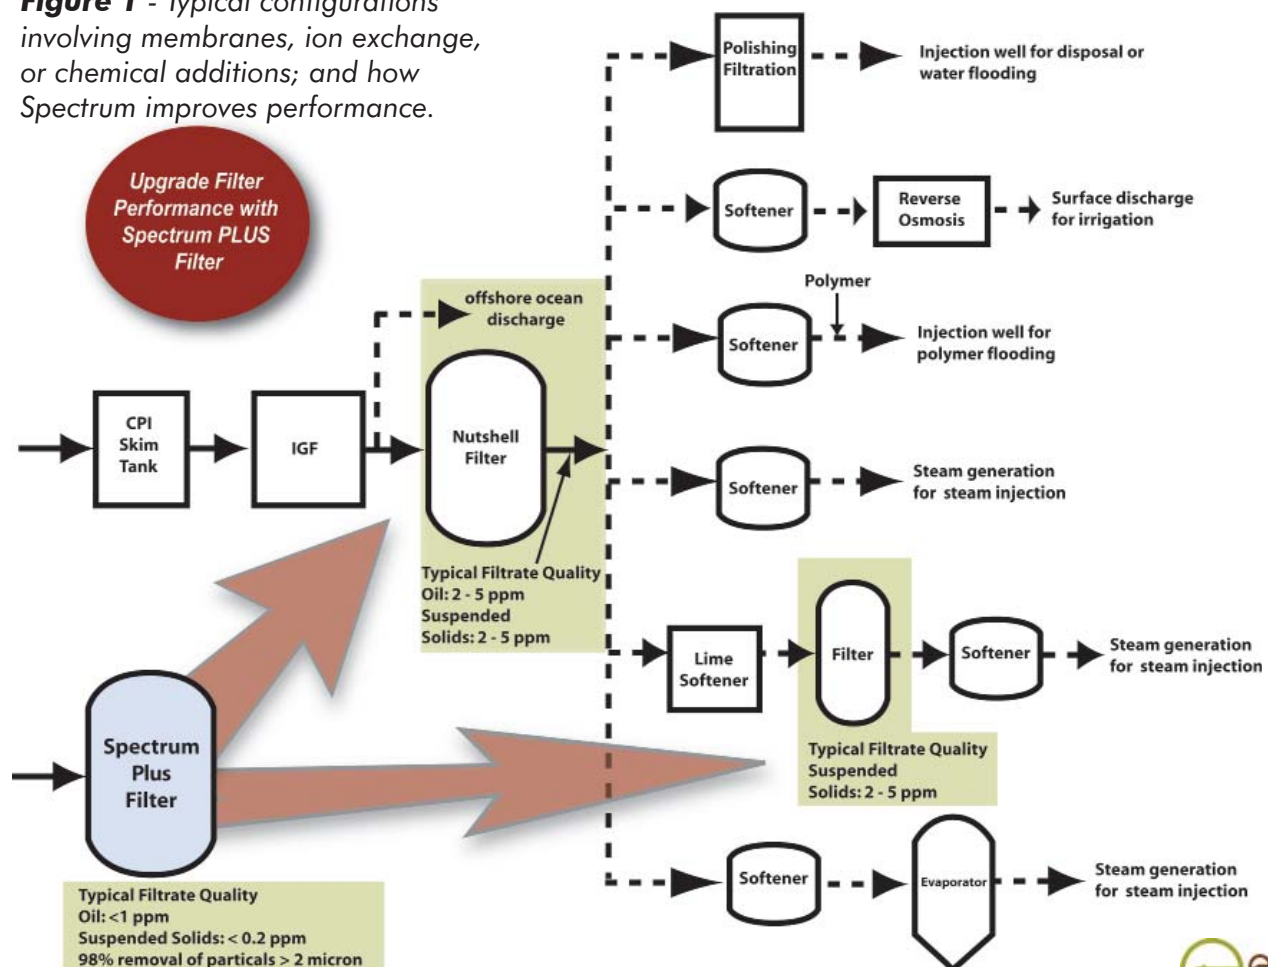 Figure 1 - Typical configurations
involving membranes, ion exchange,
or chemical additions; and how
Spectrum improves performance.
Upgrade Filter
Performance with
Spectrum PLUS
Filter
Polishing
Filtration
Injection well for disposal or
water flooding
Softener
Reverse
Osmosis
Surface discharge
for irrigation
offshore ocean
discharge
Polymer
Softener
Injection well for
polymer flooding
CPI
Skim
Tank
IGF
Nutshell
Filter
Softener
Steam generation
for steam injection
Typical Filtrate Quality
Oil: 2 - 5 ppm
Suspended
Solids: 2 - 5 ppm
Lime
Softener
Filter
Softener
Steam generation
for steam injection
Typical Filtrate Quality
Suspended
Solids: 2 - 5 ppm
Spectrum
Plus
Filter
Softener
Evaporator
Steam generation
for steam injection
Typical Filtrate Quality
Oil: <1 ppm
Suspended Solids: < 0.2 ppm
98% removal of particals > 2 micron